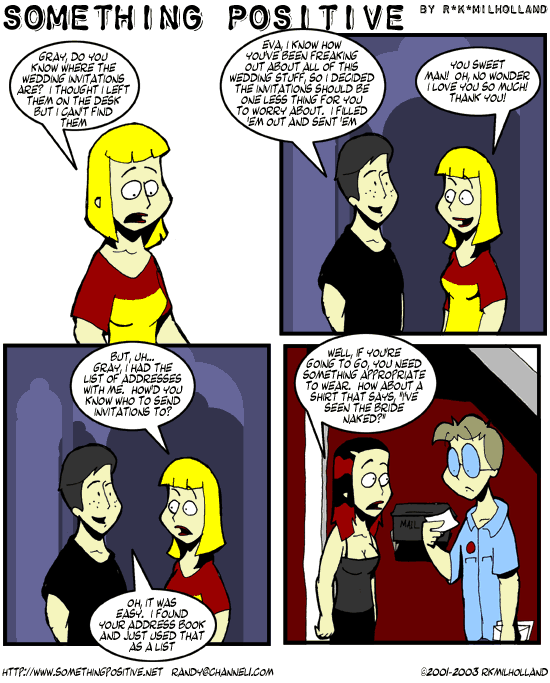 SOMETHING POSITIVE BY R*K*MILHOLLAND
GRAY, DO YOU
KNOW WHERE THE
WEDDING INVITATIONS
ARE? I THOUGHT I LEFT
THEM ON THE DESK
BUT I CAN'T FIND
THEM
EVA, I KNOW HOW
YOU'VE BEEN FREAKING
OUT ABOUT ALL OF THIS
WEDDING STUFF, SO I DECIDED
THE INVITATIONS SHOULD BE
ONE LESS THING FOR YOU
TO WORRY ABOUT. I FILLED
'EM OUT AND SENT 'EM
YOU SWEET
MAN! OH, NO WONDER
I LOVE YOU SO MUCH!
THANK YOU!
BUT, UH...
GRAY, I HAD THE
LIST OF ADDRESSES
WITH ME. HOW'D YOU
KNOW WHO TO SEND
INVITATIONS TO?
OH, IT WAS
EASY. I FOUND
YOUR ADDRESS BOOK
AND JUST USED THAT
AS A LIST
WELL, IF YOU'RE
GOING TO GO, YOU NEED
SOMETHING APPROPRIATE
TO WEAR. HOW ABOUT A
SHIRT THAT SAYS, "I'VE
SEEN THE BRIDE
NAKED?"
MAIL
HTTP://WWW.SOMETHINGPOSITIVE.NET RANDY@CHANNEL1.COM ©2001-2003 RKMILHOLLAND